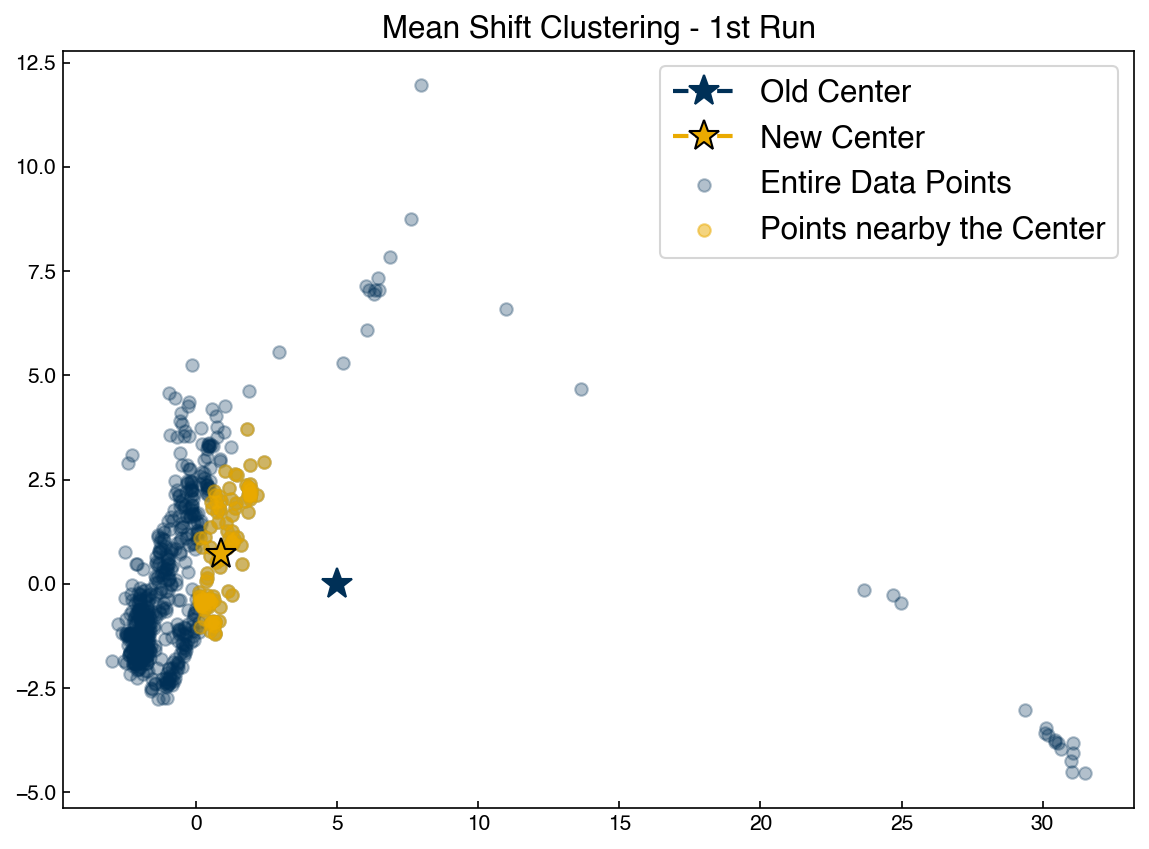 Mean Shift Clustering - 1st Run
12.5
10.0
7.5
5.0
2.5
0.0
−2.5
−5.0
Old Center
New Center
Entire Data Points
Points nearby the Center
0 5 10 15 20 25 30